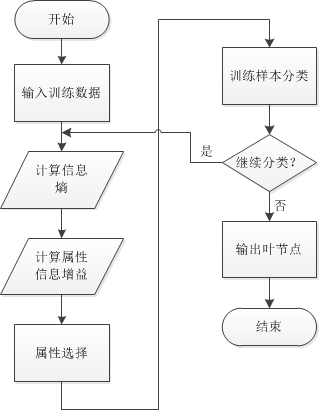 开始
输入训练数据
计算信息
熵
计算属性
信息增益
属性选择
训练样本分类
继续分类？
是
否
输出叶节点
结束